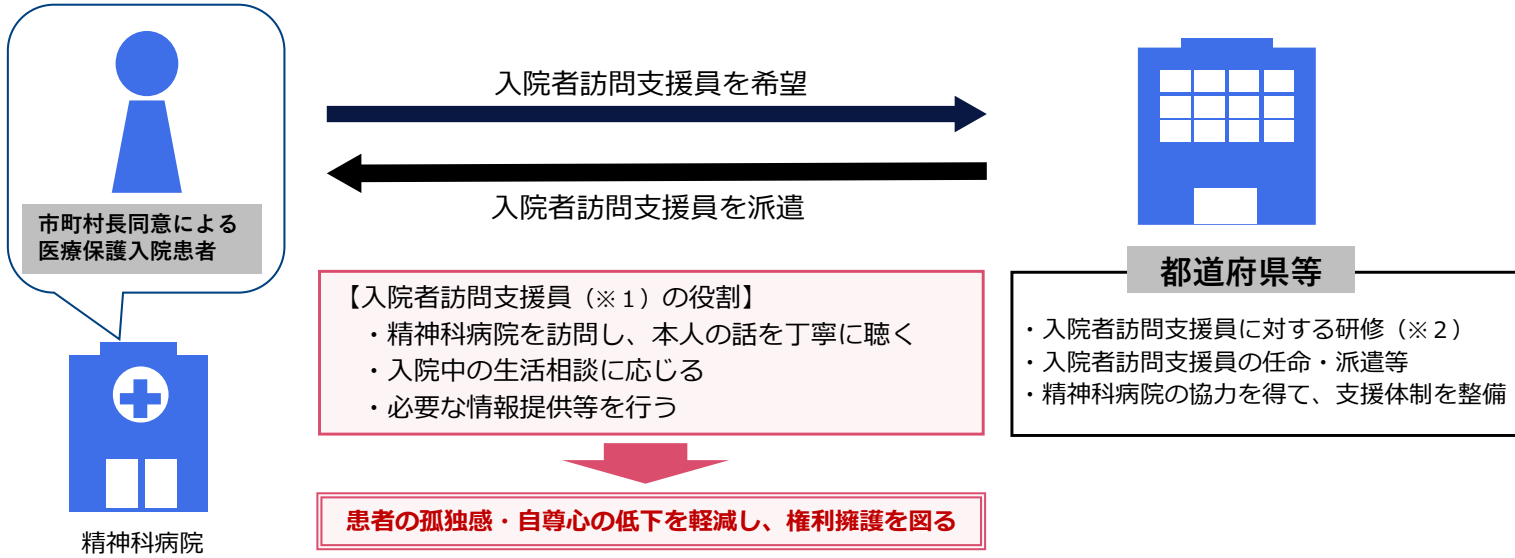 入院者訪問支援員を希望
入院者訪問支援員を派遣
市町村長同意による
医療保護入院患者
精神科病院
【入院者訪問支援員（※１）の役割】
・精神科病院を訪問し、本人の話を丁寧に聴く
・入院中の生活相談に応じる
・必要な情報提供等を行う
患者の孤独感・自尊心の低下を軽減し、権利擁護を図る
都道府県等
・入院者訪問支援員に対する研修（※２）
・入院者訪問支援員の任命・派遣等
・精神科病院の協力を得て、支援体制を整備